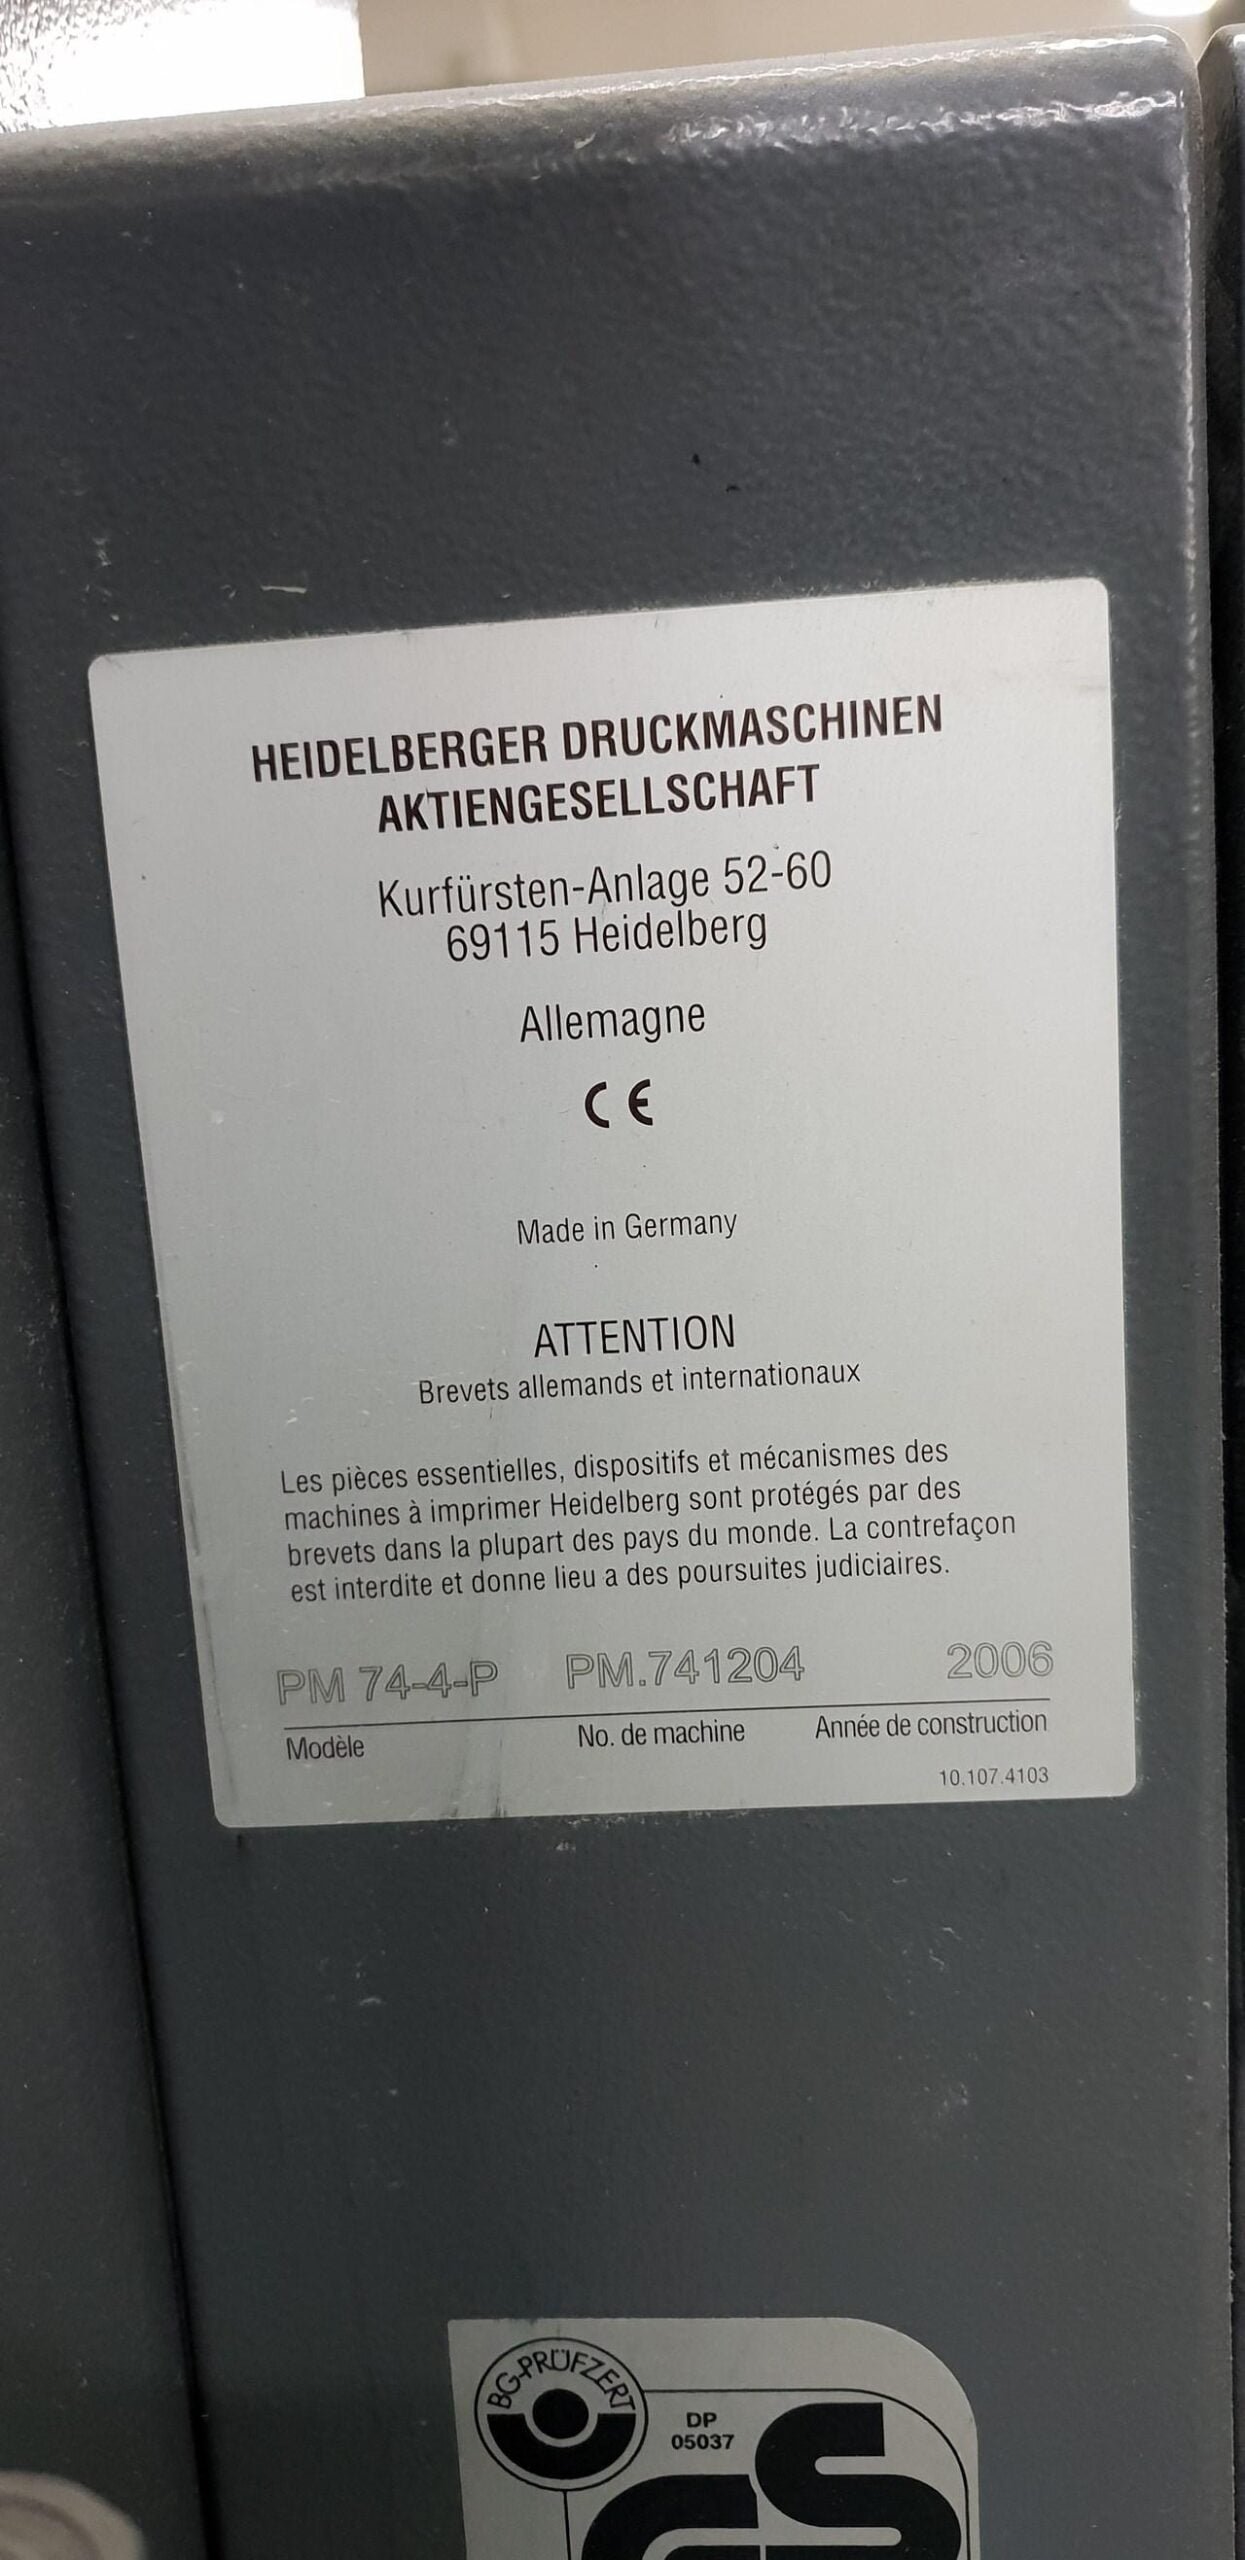 HEIDELBERGER DRUCKMASCHINEN
AKTIENGESELLSCHAFT
Kurfürsten-Anlage 52-60
69115 Heidelberg
Allemagne
CE
Made in Germany
ATTENTION
Brevets allemands et internationaux
Les pièces essentielles, dispositifs et mécanismes des
machines à imprimer Heidelberg sont protégés par des
brevets dans la plupart des pays du monde. La contrefaçon
est interdite et donne lieu a des poursuites judiciaires.
PM 74-4-P PM.741204 2006
Modèle No. de machine Année de construction
10.107.4103
BG-PRÜFZERT
DP
05037
GS